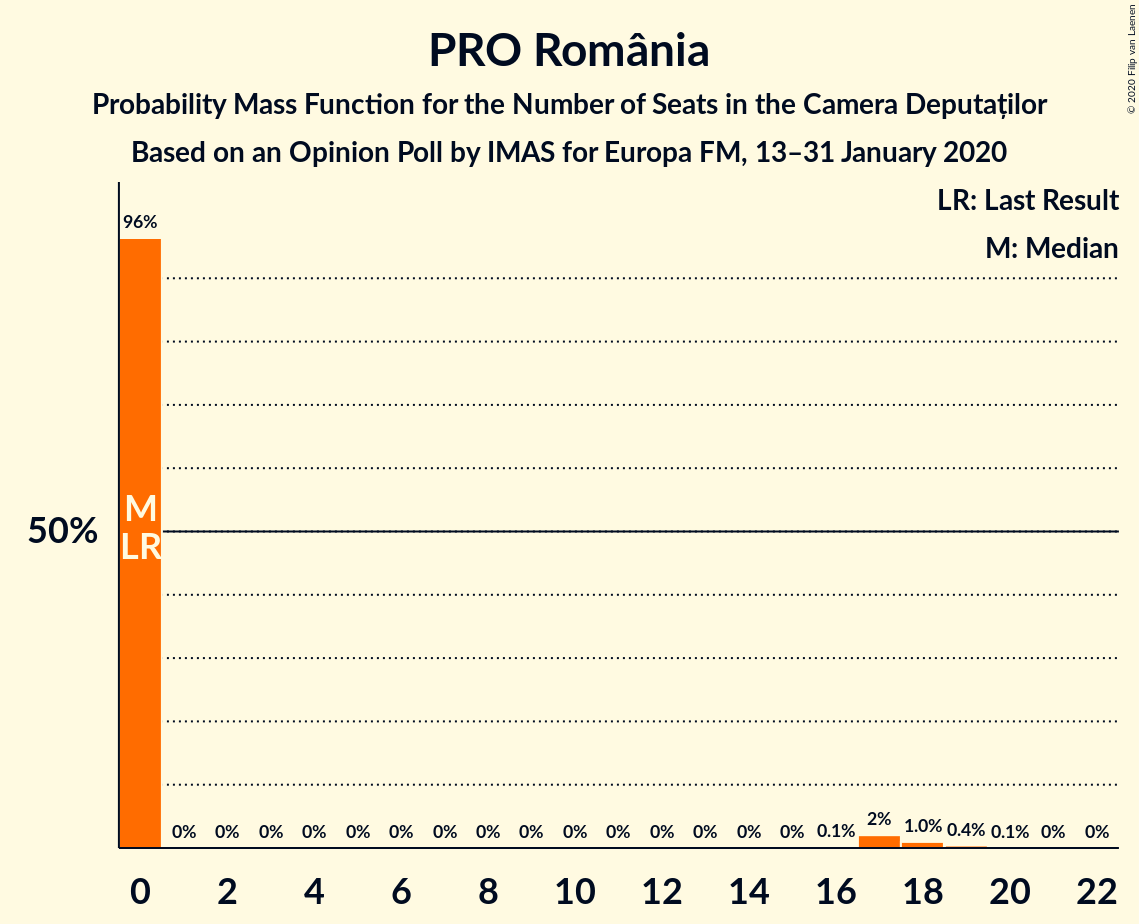 PRO România
Probability Mass Function for the Number of Seats in the Camera Deputaților
Based on an Opinion Poll by IMAS for Europa FM, 13–31 January 2020
© 2020 Filip van Laenen
LR: Last Result
M: Median
96%
M
50%
LR
0% 0% 0% 0% 0% 0% 0% 0% 0% 0% 0% 0% 0% 0% 0% 0.1% 2% 1.0% 0.4% 0.1% 0% 0%
0 2 4 6 8 10 12 14 16 18 20 22